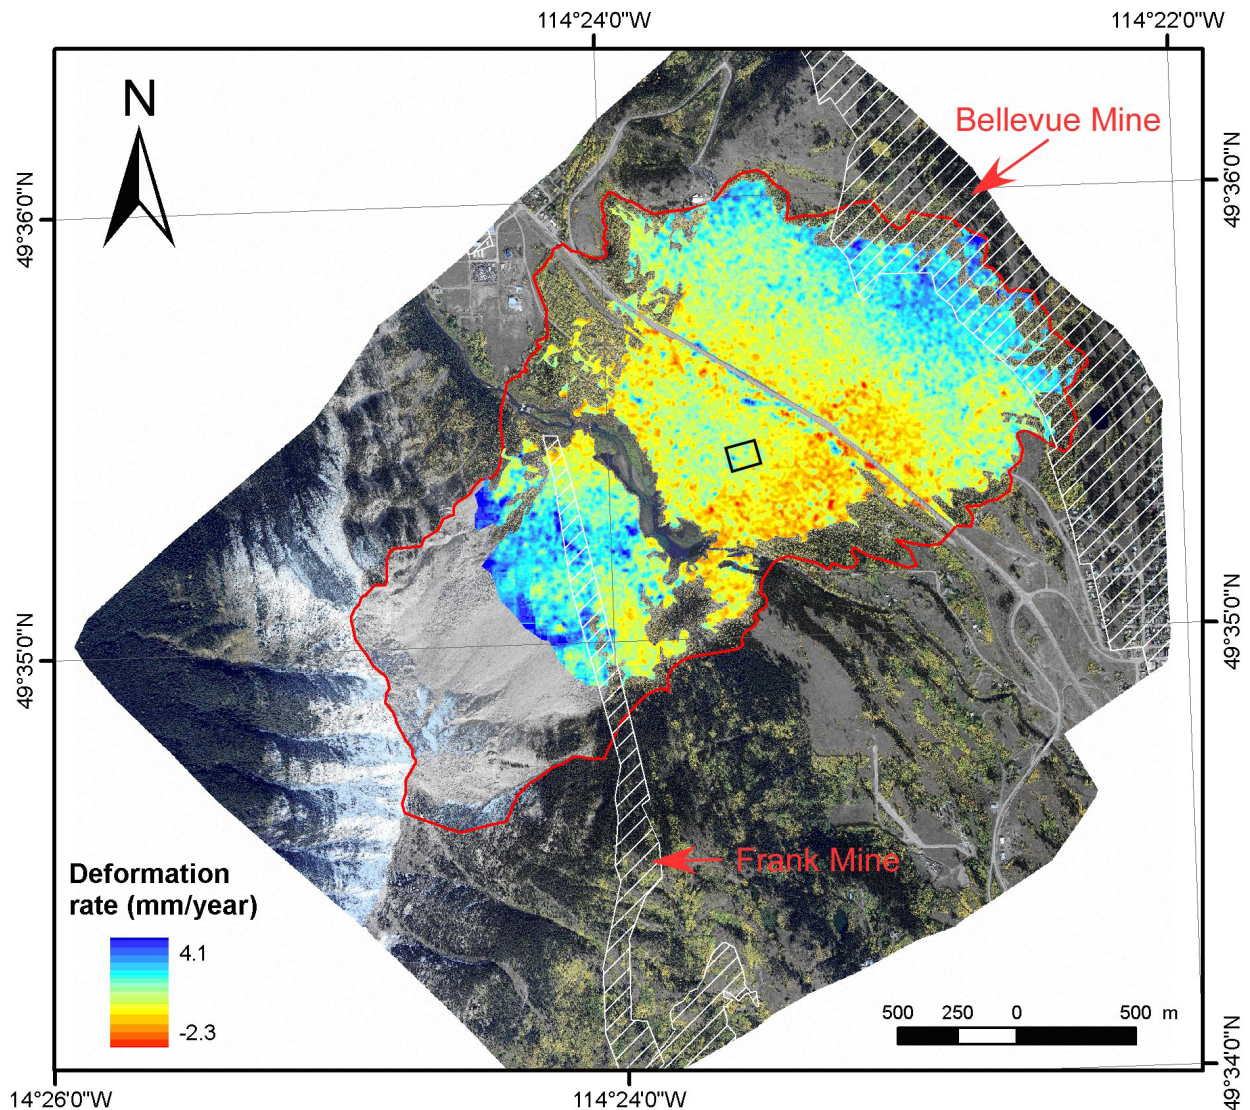 114°24'0"W
114°22'0"W
N
Bellevue Mine
49°36'0"N
49°36'0"N
49°35'0"N
49°35'0"N
Frank Mine
Deformation
rate (mm/year)
4.1
-2.3
500 250 0 500 m
49°34'0"N
14°26'0"W
114°24'0"W